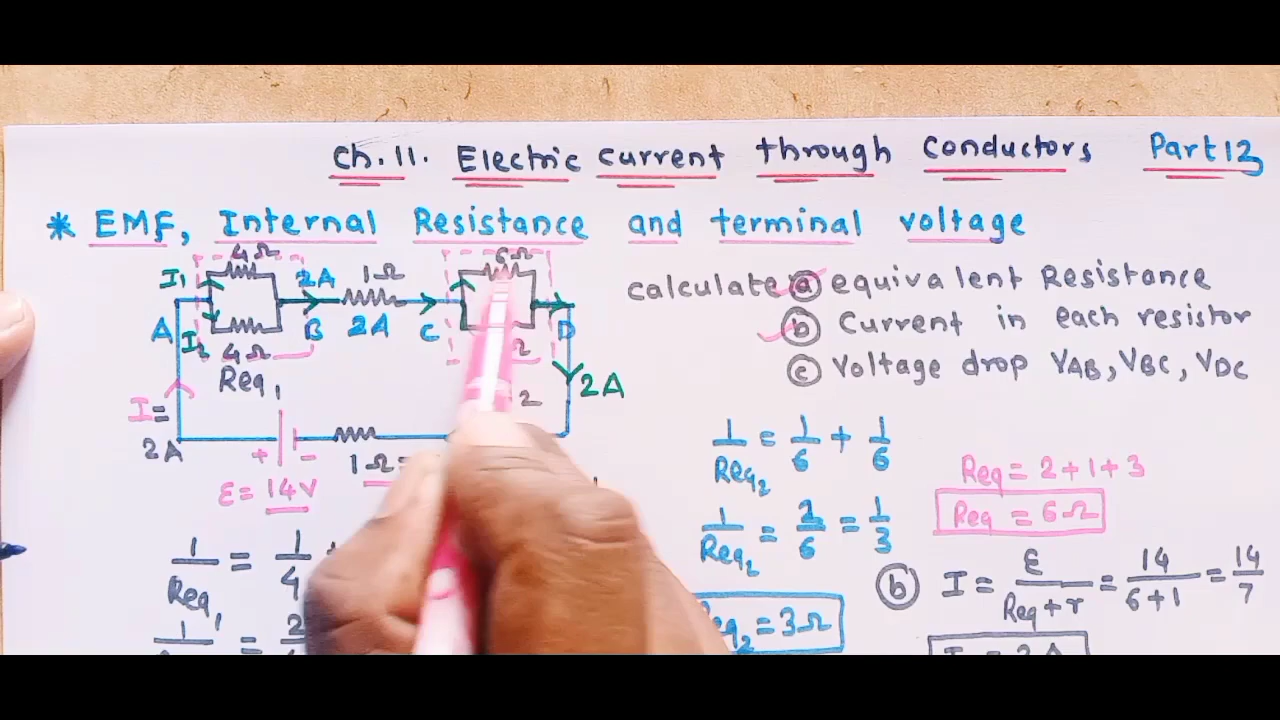 Ch. 11. Electric Current through Conductors Part 12
* EMF, Internal Resistance and terminal voltage
4Ω
6Ω
I1
2A
1Ω
A
B
2A
C
D
I2
4Ω
Ω
Req1
2
2A
I =
2A
+
-
1Ω =
ε = 14V
calculate ⓐ equivalent Resistance
ⓑ Current in each resistor
ⓒ Voltage drop VAB, VBC, VDC
1/Req1 = 1/4
1/Req2 = 1/6 + 1/6
1/Req2 = 2/6 = 1/3
Req2 = 3Ω
Req = 2+1+3
Req = 6Ω
ⓑ I = ε/(Req+r) = 14/(6+1) = 14/7